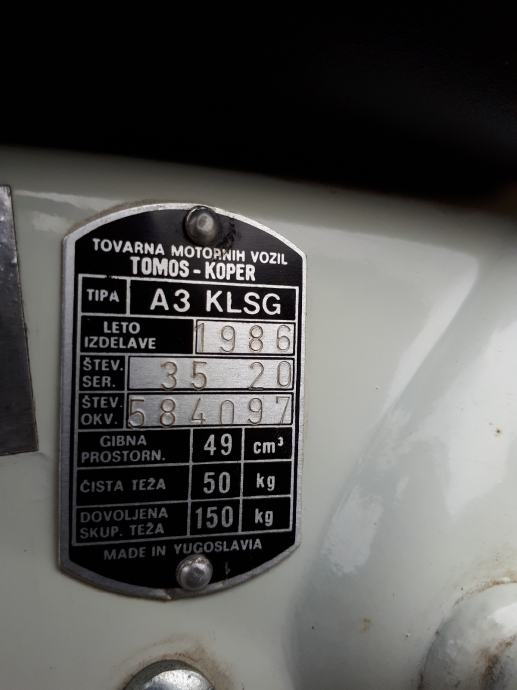 TOVARNA MOTORNIH VOZIL
TOMOS - KOPER
TIPA A3 KLSG
LETO IZDELAVE 1986
ŠTEV. SER. 35 20
ŠTEV. OKV. 584097
GIBNA PROSTORN. 49 cm³
ČISTA TEŽA 50 kg
DOVOLJENA SKUP. TEŽA 150 kg
MADE IN YUGOSLAVIA